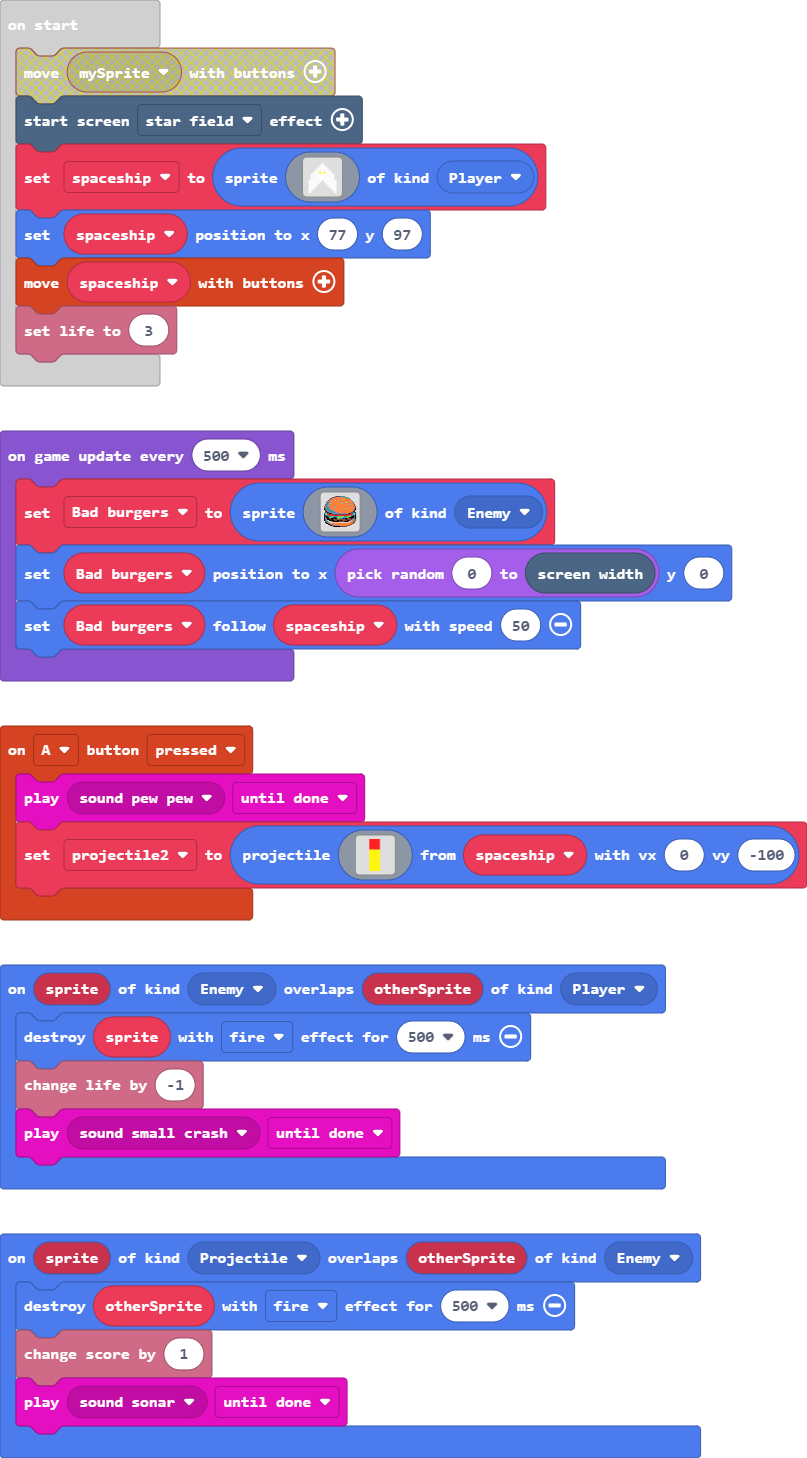 on start
move mySprite with buttons
start screen star field effect
set spaceship to sprite of kind Player
set spaceship position to x 77 y 97
move spaceship with buttons
set life to 3
on game update every 500 ms
set Bad burgers to sprite of kind Enemy
set Bad burgers position to x pick random 0 to screen width y 0
set Bad burgers follow spaceship with speed 50
on A button pressed
play sound pew pew until done
set projectile2 to projectile from spaceship with vx 0 vy -100
on sprite of kind Enemy overlaps otherSprite of kind Player
destroy sprite with fire effect for 500 ms
change life by -1
play sound small crash until done
on sprite of kind Projectile overlaps otherSprite of kind Enemy
destroy otherSprite with fire effect for 500 ms
change score by 1
play sound sonar until done